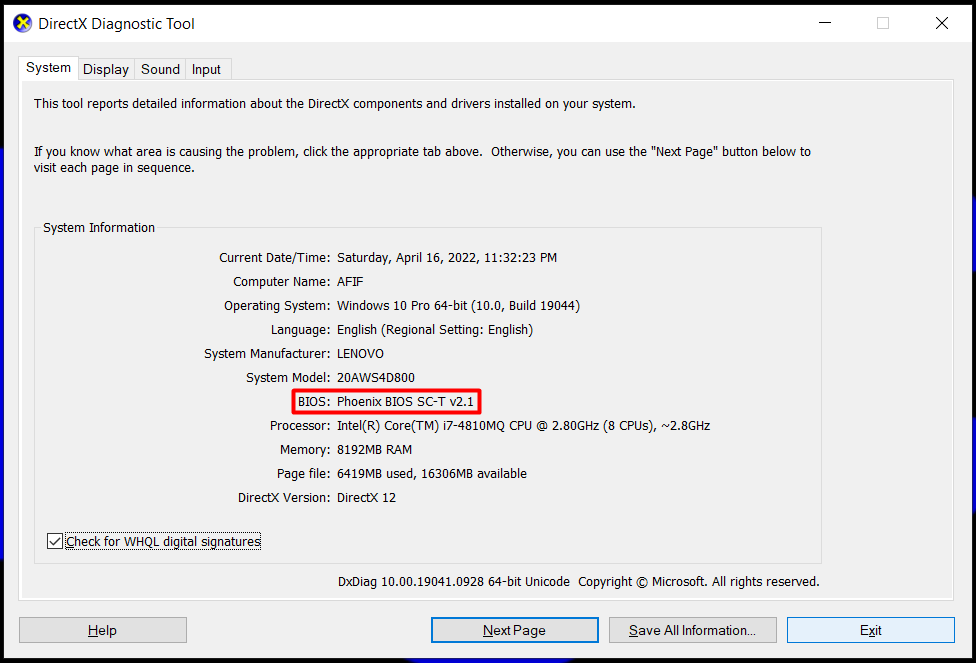 DirectX Diagnostic Tool
System Display Sound Input
This tool reports detailed information about the DirectX components and drivers installed on your system.
If you know what area is causing the problem, click the appropriate tab above.  Otherwise, you can use the "Next Page" button below to
visit each page in sequence.
System Information
Current Date/Time: Saturday, April 16, 2022, 11:32:23 PM
Computer Name: AFIF
Operating System: Windows 10 Pro 64-bit (10.0, Build 19044)
Language: English (Regional Setting: English)
System Manufacturer: LENOVO
System Model: 20AWS4D800
BIOS: Phoenix BIOS SC-T v2.1
Processor: Intel(R) Core(TM) i7-4810MQ CPU @ 2.80GHz (8 CPUs), ~2.8GHz
Memory: 8192MB RAM
Page file: 6419MB used, 16306MB available
DirectX Version: DirectX 12
Check for WHQL digital signatures
DxDiag 10.00.19041.0928 64-bit Unicode  Copyright © Microsoft. All rights reserved.
Help Next Page Save All Information... Exit